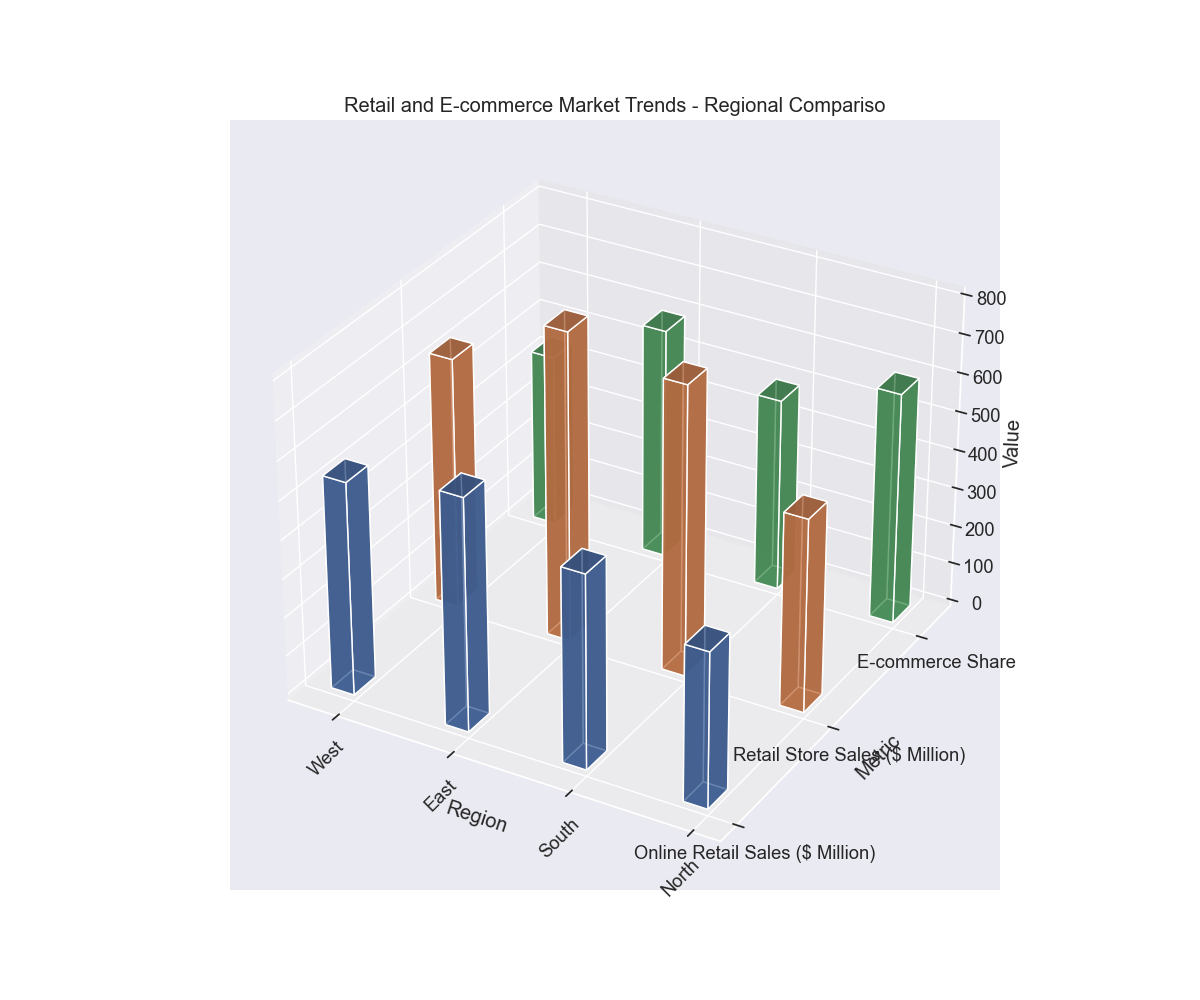 Retail and E-commerce Market Trends - Regional Compariso
800
700
600
500
400
300
200
100
0
Value
E-commerce Share
Retail Store Sales ($ Million)
Online Retail Sales ($ Million)
Metric
West
East
South
North
Region